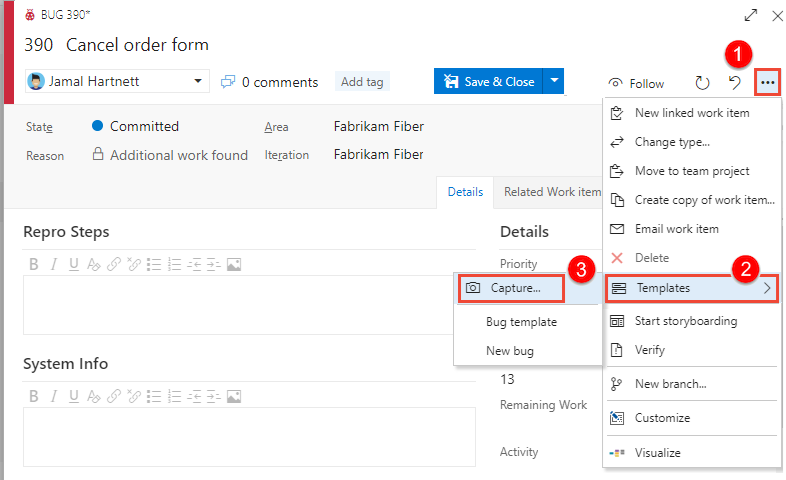 BUG 390*
390 Cancel order form
1
Jamal Hartnett
0 comments
Add tag
Save & Close
Follow
State
Committed
Area
Fabrikam Fiber
Reason
Additional work found
Iteration
Fabrikam Fiber
Details
Related Work item
New linked work item
Change type...
Move to team project
Create copy of work item...
Email work item
Delete
2
Templates
Start storyboarding
Verify
New branch...
Customize
Visualize
3
Capture...
Bug template
New bug
Repro Steps
B I U
Details
Priority
System Info
B I U
13
Remaining Work
Activity